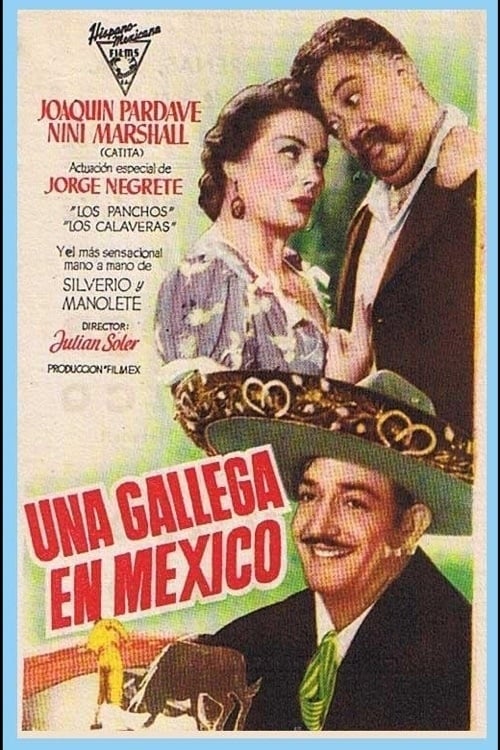 Hispano-Mexicana
FILMS
JOAQUIN PARDAVE
NINI MARSHALL
(CATITA)
Actuación especial de
JORGE NEGRETE
"LOS PANCHOS"
"LOS CALAVERAS"
Y el más sensacional
mano a mano de
SILVERIO y
MANOLETE
DIRECTOR:
Julian Soler
PRODUCCION "FILMEX
UNA GALLEGA
EN MEXICO